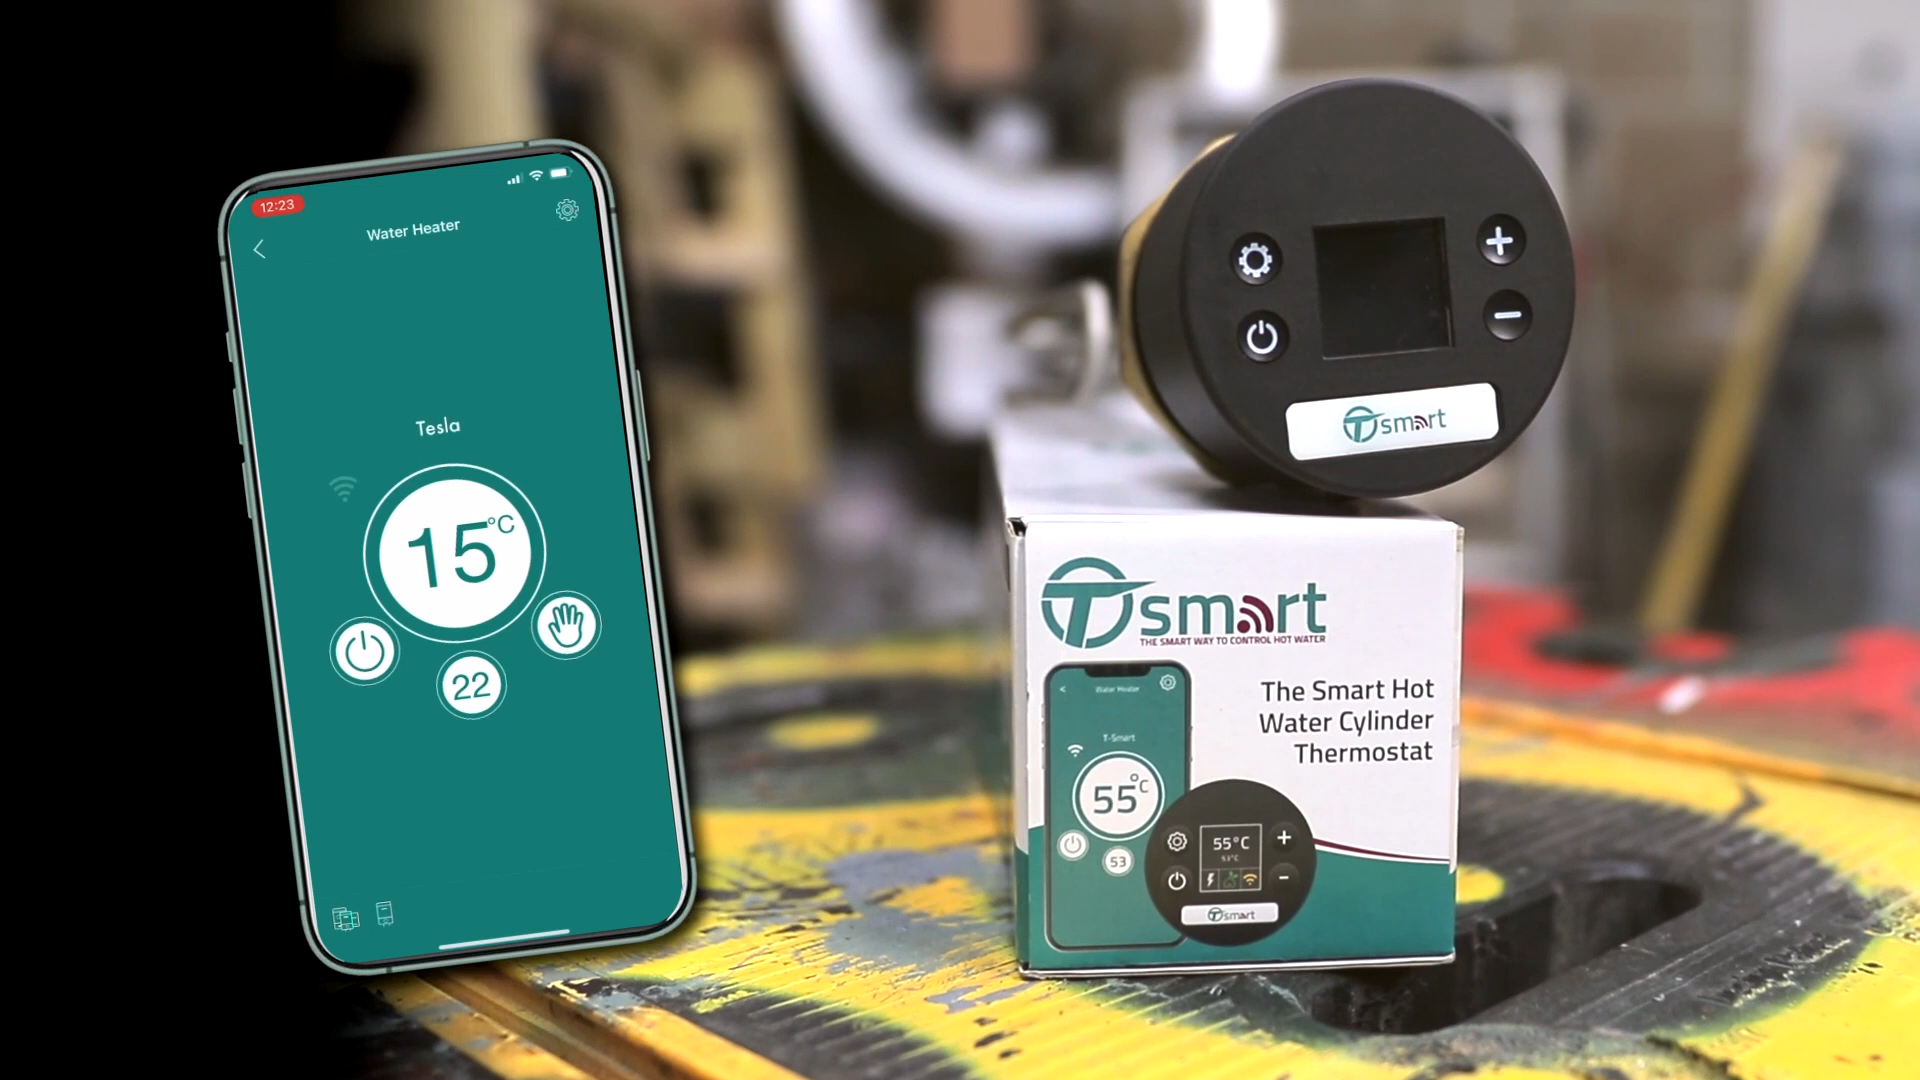 12:23
Water Heater
Tesla
15°C
22
Tsmart
Tsmart
THE SMART WAY TO CONTROL HOT WATER
The Smart Hot
Water Cylinder
Thermostat
Water Heater
T-Smart
55°C
53
55°C
53°C
Tsmart